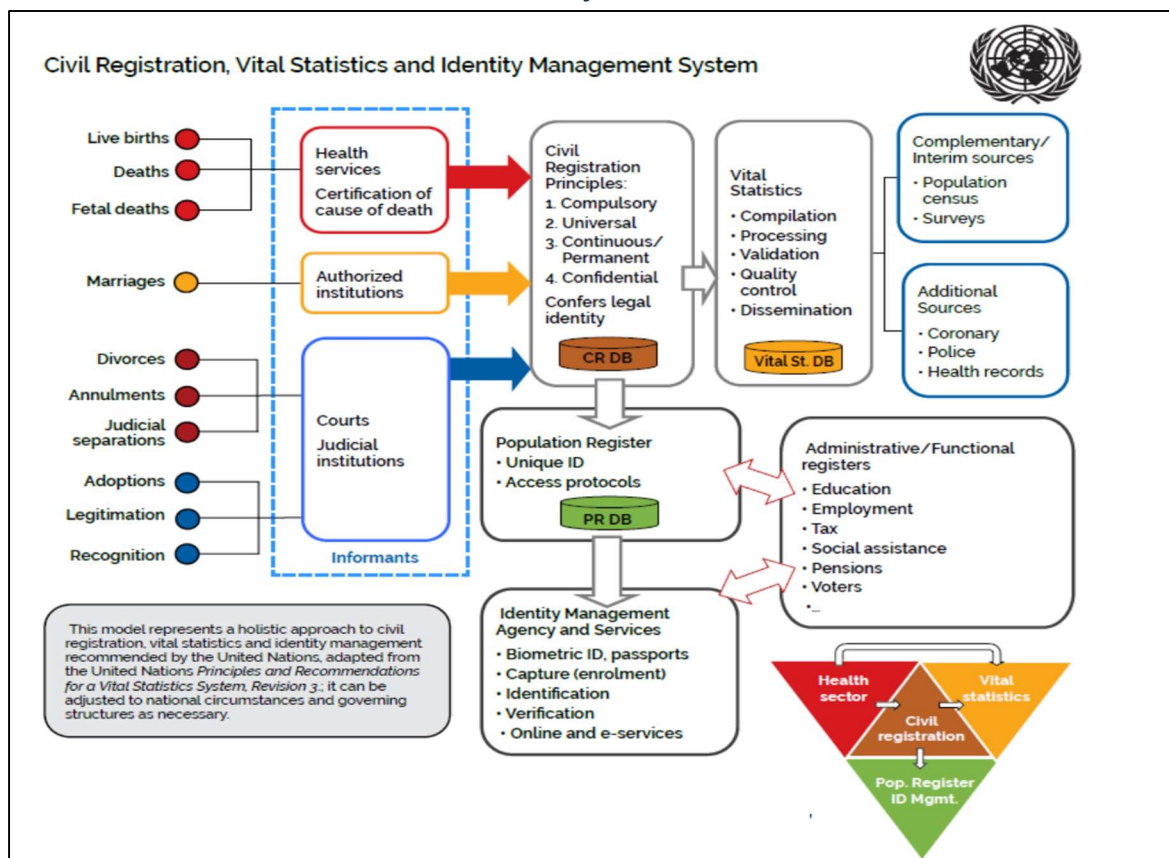 Civil Registration, Vital Statistics and Identity Management System
Live births
Deaths
Fetal deaths
Marriages
Divorces
Annulments
Judicial
separations
Adoptions
Legitimation
Recognition
Health
services
Certification of
cause of death
Authorized
institutions
Courts
Judicial
institutions
Informants
Civil
Registration
Principles:
1. Compulsory
2. Universal
3. Continuous/
Permanent
4. Confidential
Confers legal
identity
CR DB
Vital
Statistics
• Compilation
• Processing
• Validation
• Quality
control
• Dissemination
Vital St. DB
Complementary/
Interim sources
• Population
census
• Surveys
Additional
Sources
• Coronary
• Police
• Health records
Population Register
• Unique ID
• Access protocols
PR DB
Administrative/Functional
registers
• Education
• Employment
• Tax
• Social assistance
• Pensions
• Voters
•...
Identity Management
Agency and Services
• Biometric ID, passports
• Capture (enrolment)
• Identification
• Verification
• Online and e-services
This model represents a holistic approach to civil
registration, vital statistics and identity management
recommended by the United Nations, adapted from
the United Nations Principles and Recommendations
for a Vital Statistics System, Revision 3.; it can be
adjusted to national circumstances and governing
structures as necessary.
Health
sector
Vital
statistics
Civil
registration
Pop. Register
ID Mgmt.